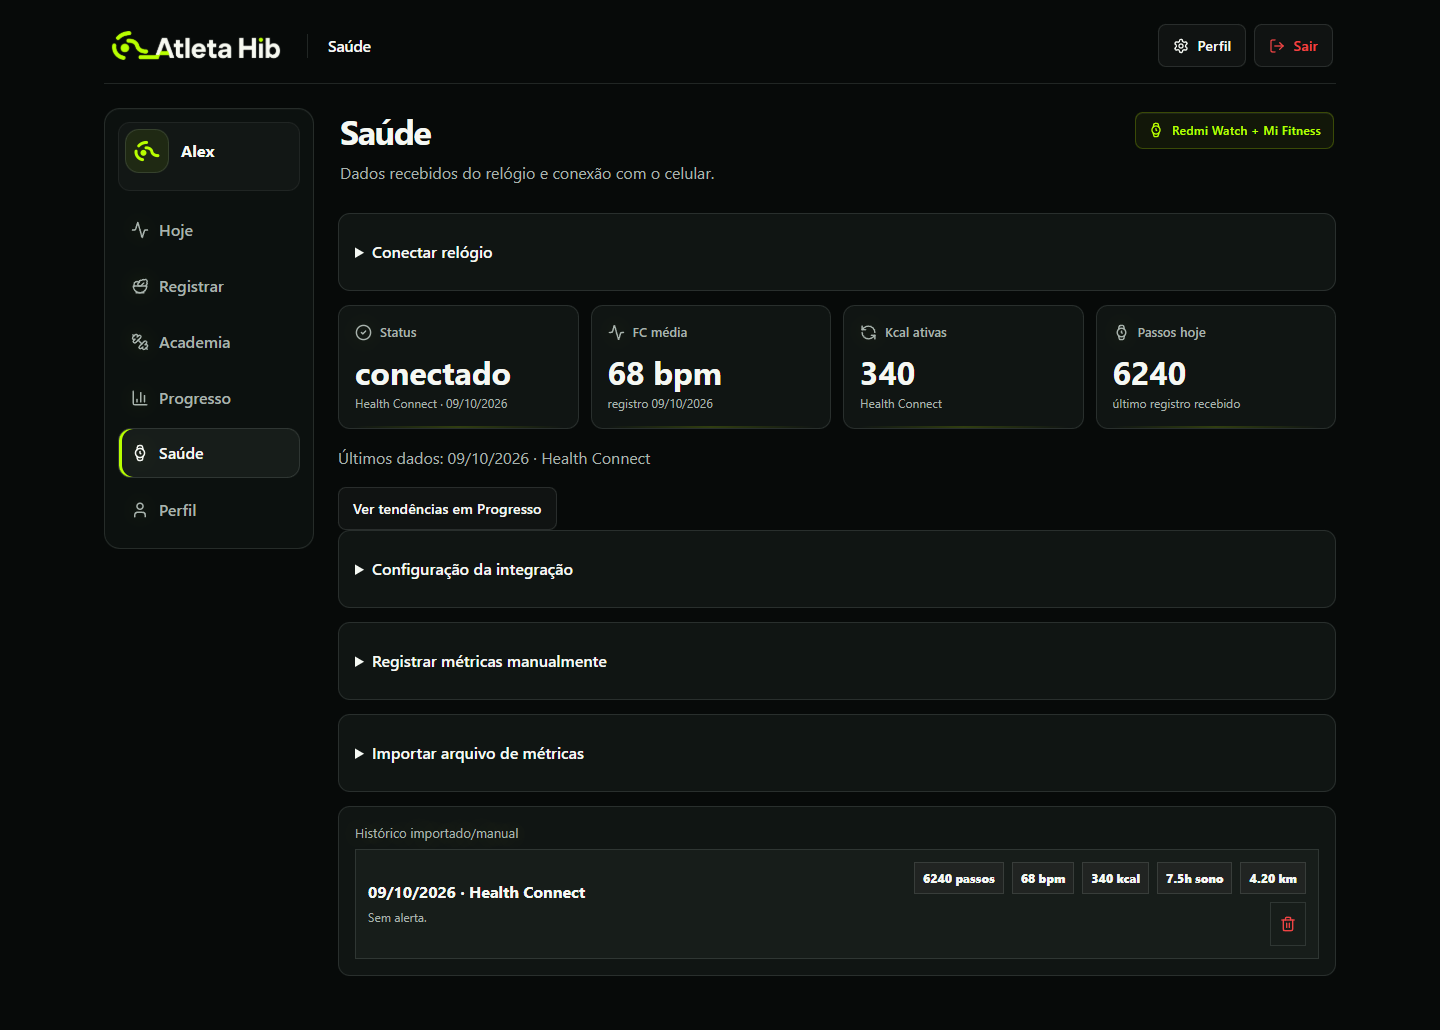 Atleta Hib
Saúde
Perfil
Sair
Alex
Hoje
Registrar
Academia
Progresso
Saúde
Perfil
Saúde
Redmi Watch + Mi Fitness
Dados recebidos do relógio e conexão com o celular.
Conectar relógio
Status
conectado
Health Connect · 09/10/2026
FC média
68 bpm
registro 09/10/2026
Kcal ativas
340
Health Connect
Passos hoje
6240
último registro recebido
Últimos dados: 09/10/2026 · Health Connect
Ver tendências em Progresso
Configuração da integração
Registrar métricas manualmente
Importar arquivo de métricas
Histórico importado/manual
09/10/2026 · Health Connect
Sem alerta.
6240 passos
68 bpm
340 kcal
7.5h sono
4.20 km